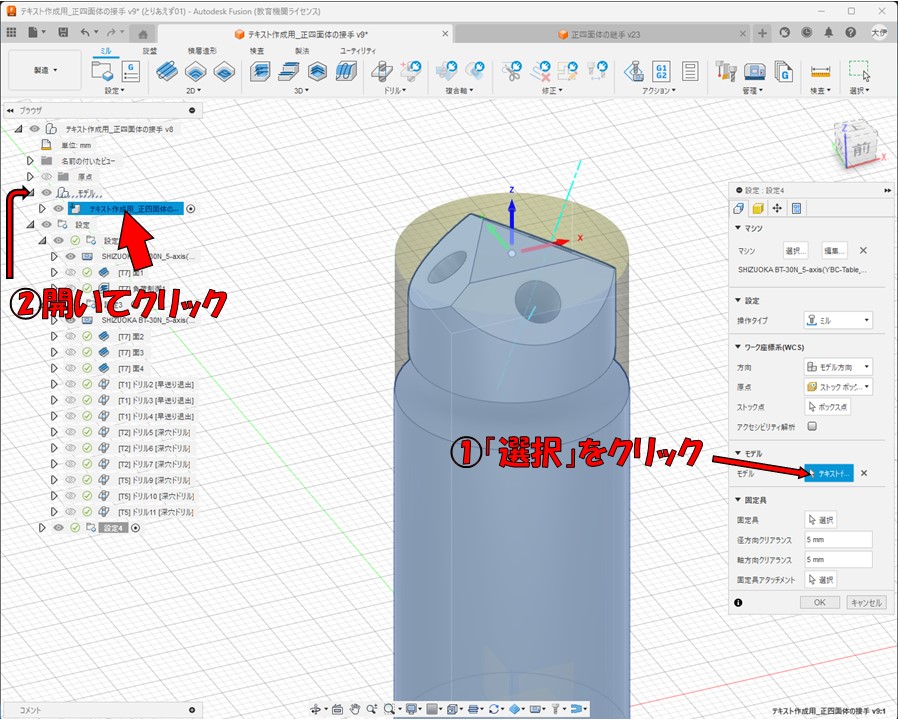 テキスト作成用_正四面体の接手 v9* (とりあえず01) - Autodesk Fusion (教育機関ライセンス)
テキスト作成用_正四面体の接手 v9*
正四面体の継手 v23
大伊
製造
ミル
旋盤
積層造形
検査
製法
ユーティリティ
設定
2D
3D
ドリル
複合軸
修正
アクション
管理
検査
選択
G1
G2
ブラウザ
テキスト作成用_正四面体の接手 v8
単位: mm
名前の付いたビュー
原点
モデル
テキスト作成用_正四面体の...
設定
SHIZUOKA BT-30N_5-axis(...
[T7] 面1
SHIZUOKA BT-30N_5-axis(...
[T7] 面2
[T7] 面3
[T7] 面4
[T1] ドリル2 [早送り退出]
[T1] ドリル3 [早送り退出]
[T1] ドリル4 [早送り退出]
[T2] ドリル5 [深穴ドリル]
[T2] ドリル6 [深穴ドリル]
[T2] ドリル7 [深穴ドリル]
[T5] ドリル9 [深穴ドリル]
[T5] ドリル10 [深穴ドリル]
[T5] ドリル11 [深穴ドリル]
設定4
②開いてクリック
①「選択」をクリック
Z
X
Z
前
X
設定 : 設定4
マシン
マシン
選択...
編集...
SHIZUOKA BT-30N_5-axis(YBC-Table_...
設定
操作タイプ
ミル
ワーク座標系(WCS)
方向
モデル方向
原点
ストック ボック...
ストック点
ボックス点
アクセシビリティ解析
モデル
モデル
テキスト作...
固定具
固定具
選択
径方向クリアランス
5 mm
軸方向クリアランス
5 mm
固定具アタッチメント
選択
OK
キャンセル
コメント
テキスト作成用_正四面体の接手 v9:1